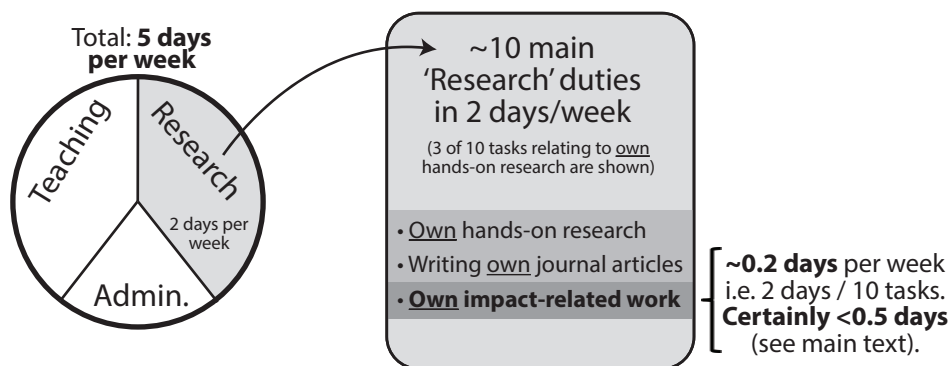 Total: 5 days
per week
Teaching
Research
2 days per
week
Admin.
~10 main
‘Research’ duties
in 2 days/week
(3 of 10 tasks relating to own
hands-on research are shown)
• Own hands-on research
• Writing own journal articles
• Own impact-related work
~0.2 days per week
i.e. 2 days / 10 tasks.
Certainly <0.5 days
(see main text).